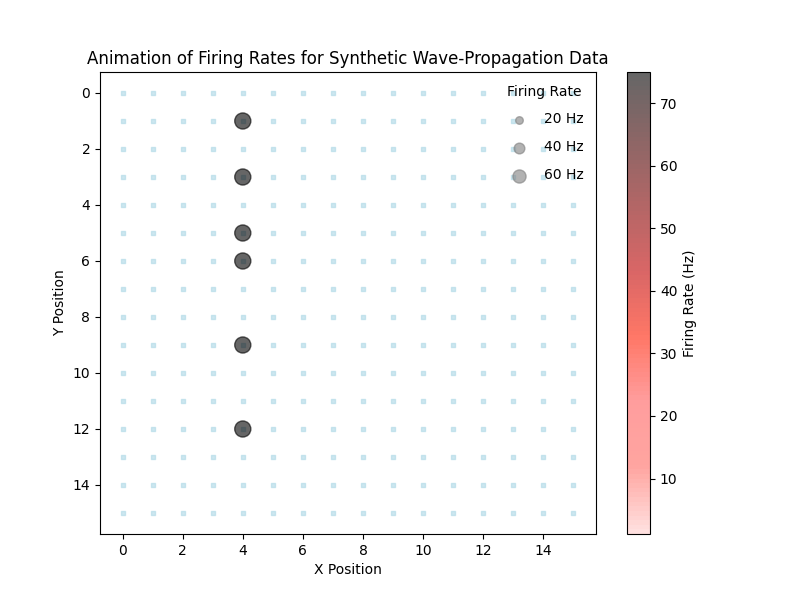 Animation of Firing Rates for Synthetic Wave-Propagation Data
Firing Rate
20 Hz
40 Hz
60 Hz
0
2
4
6
8
10
12
14
Y Position
0 2 4 6 8 10 12 14
X Position
70
60
50
40
30
20
10
Firing Rate (Hz)